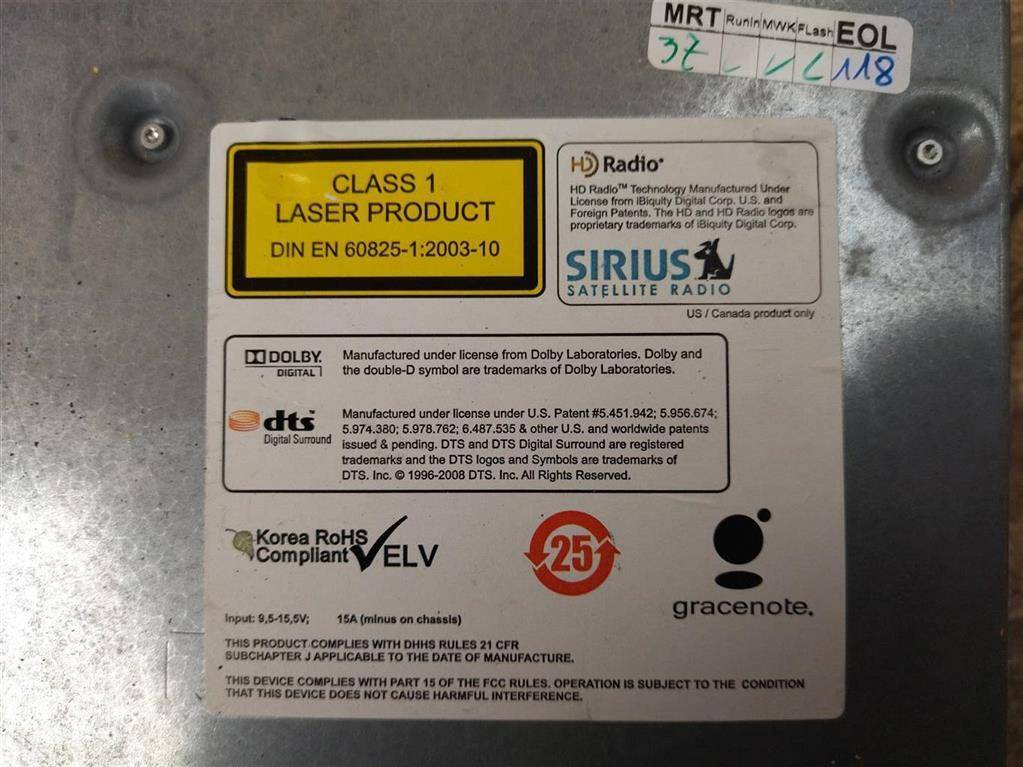 MRT RunIn MWK FLash EOL
37 118
CLASS 1
LASER PRODUCT
DIN EN 60825-1:2003-10
HD Radio
HD Radio™ Technology Manufactured Under
License from iBiquity Digital Corp. U.S. and
Foreign Patents. The HD and HD Radio logos are
proprietary trademarks of iBiquity Digital Corp.
SIRIUS
SATELLITE RADIO
US / Canada product only
DOLBY.
DIGITAL
Manufactured under license from Dolby Laboratories. Dolby and
the double-D symbol are trademarks of Dolby Laboratories.
dts™
Digital Surround
Manufactured under license under U.S. Patent #5.451.942; 5.956.674;
5.974.380; 5.978.762; 6.487.535 & other U.S. and worldwide patents
issued & pending. DTS and DTS Digital Surround are registered
trademarks and the DTS logos and Symbols are trademarks of
DTS. Inc. © 1996-2008 DTS. Inc. All Rights Reserved.
Korea RoHS
Compliant ELV
25
gracenote.
Input: 9,5-15,5V; 15A (minus on chassis)
THIS PRODUCT COMPLIES WITH DHHS RULES 21 CFR
SUBCHAPTER J APPLICABLE TO THE DATE OF MANUFACTURE.
THIS DEVICE COMPLIES WITH PART 15 OF THE FCC RULES. OPERATION IS SUBJECT TO THE CONDITION
THAT THIS DEVICE DOES NOT CAUSE HARMFUL INTERFERENCE.